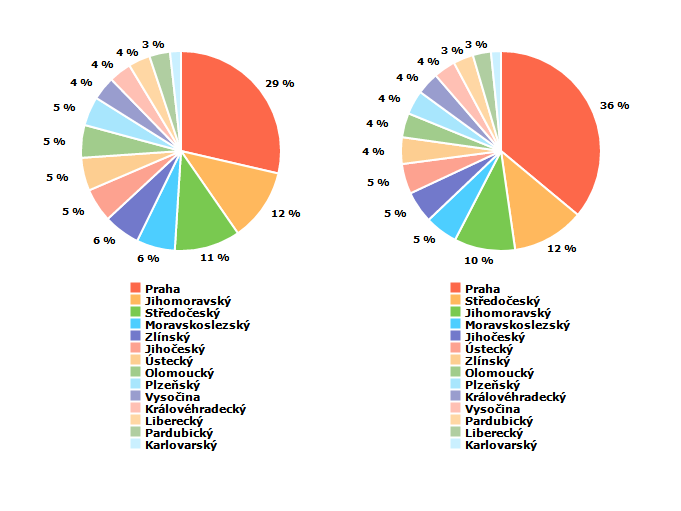 3 %
4 %
4 %
4 %
5 %
5 %
5 %
5 %
6 %
6 %
11 %
12 %
29 %
Praha
Jihomoravský
Středočeský
Moravskoslezský
Zlínský
Jihočeský
Ústecký
Olomoucký
Plzeňský
Vysočina
Královéhradecký
Liberecký
Pardubický
Karlovarský
3 %
3 %
4 %
4 %
4 %
4 %
4 %
5 %
5 %
5 %
10 %
12 %
36 %
Praha
Středočeský
Jihomoravský
Moravskoslezský
Jihočeský
Ústecký
Zlínský
Olomoucký
Plzeňský
Královéhradecký
Vysočina
Pardubický
Liberecký
Karlovarský